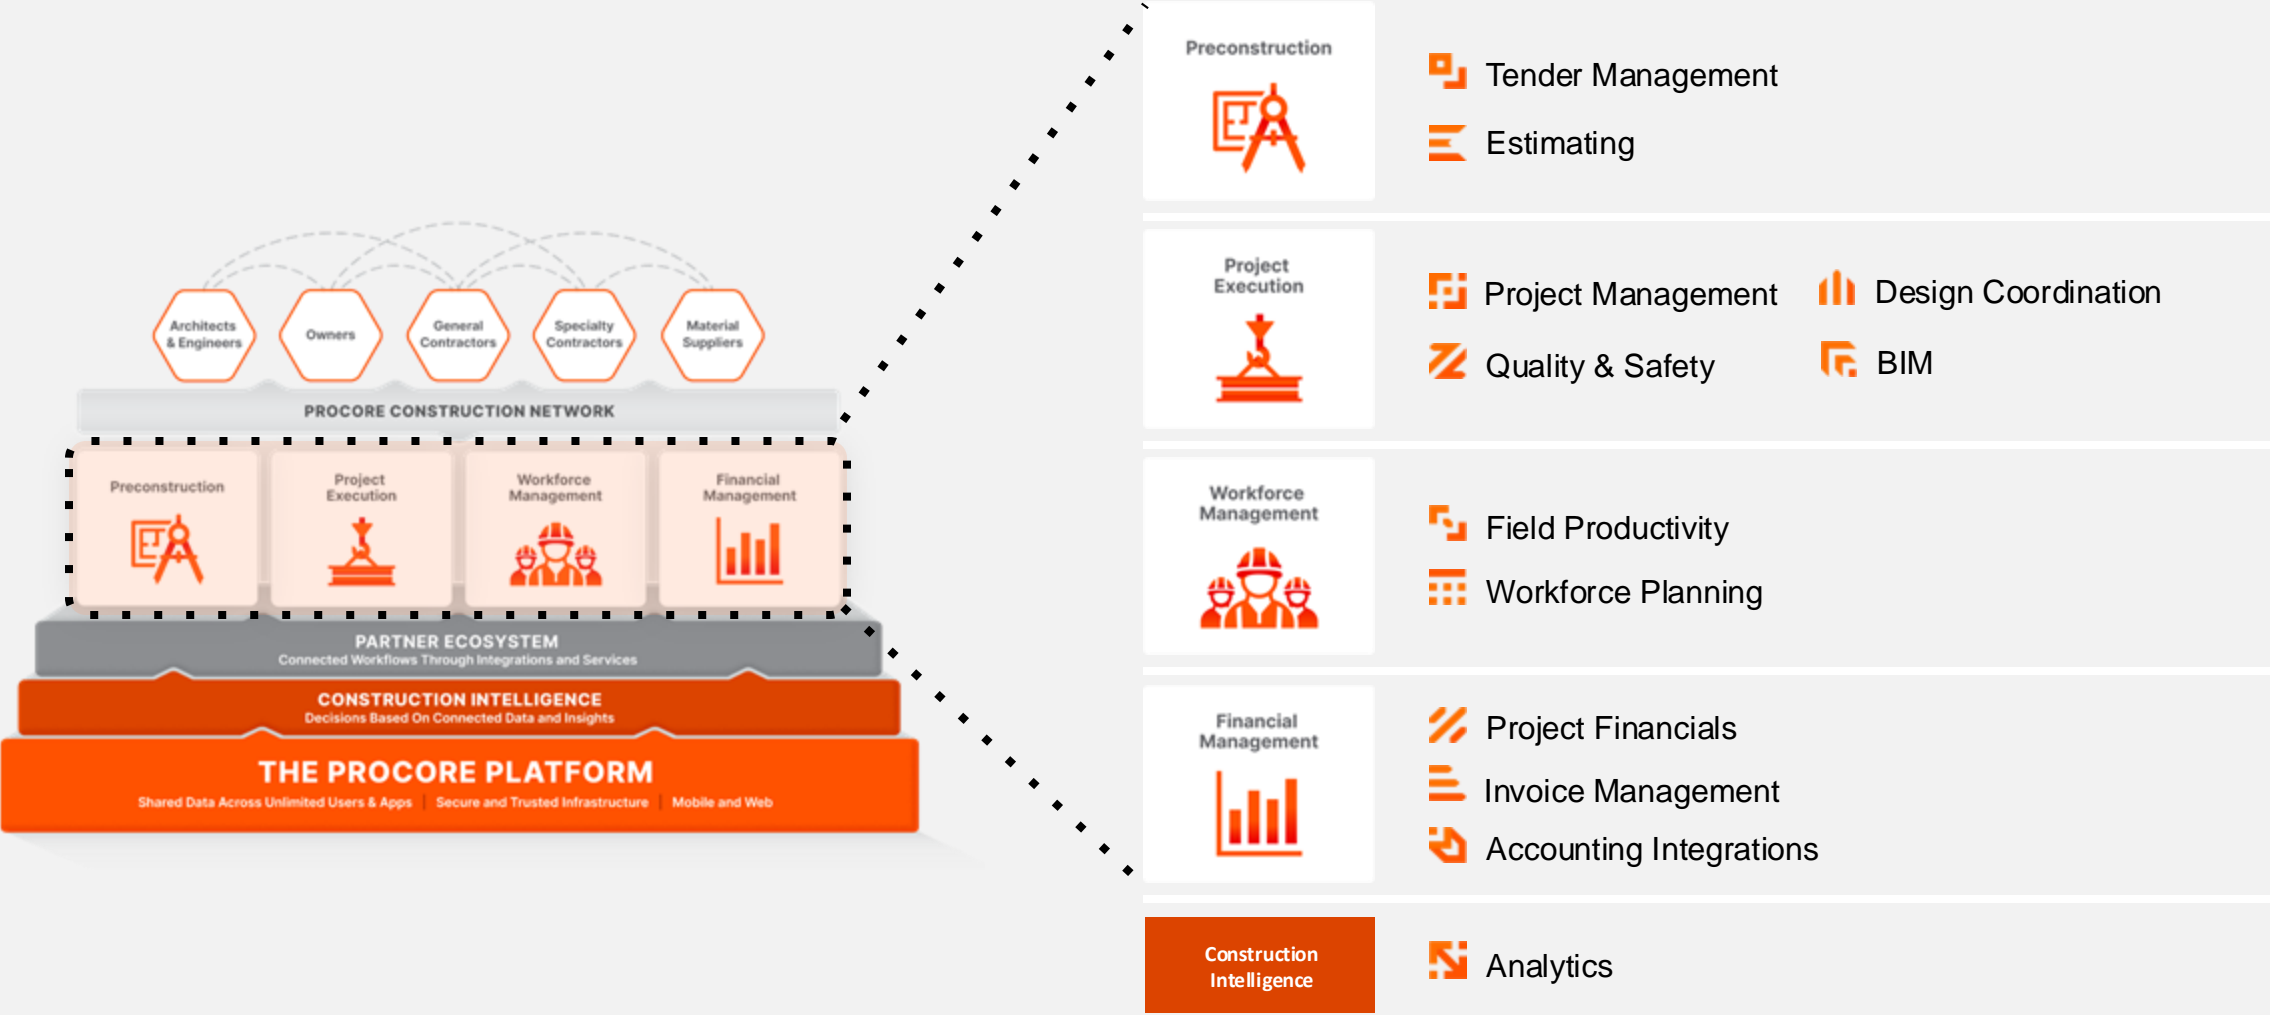 Architects
& Engineers
Owners
General
Contractors
Specialty
Contractors
Material
Suppliers
PROCORE CONSTRUCTION NETWORK
Preconstruction
Project
Execution
Workforce
Management
Financial
Management
PARTNER ECOSYSTEM
Connected Workflows Through Integrations and Services
CONSTRUCTION INTELLIGENCE
Decisions Based On Connected Data and Insights
THE PROCORE PLATFORM
Shared Data Across Unlimited Users & Apps | Secure and Trusted Infrastructure | Mobile and Web
Preconstruction
Tender Management
Estimating
Project
Execution
Project Management
Design Coordination
Quality & Safety
BIM
Workforce
Management
Field Productivity
Workforce Planning
Financial
Management
Project Financials
Invoice Management
Accounting Integrations
Construction
Intelligence
Analytics